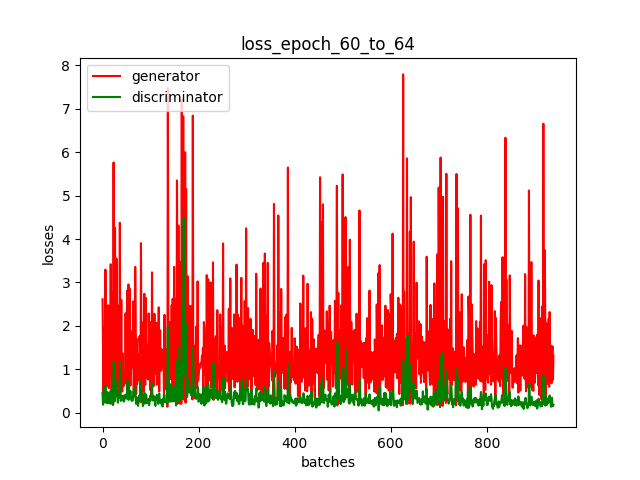 loss_epoch_60_to_64
generator
discriminator
losses
8
7
6
5
4
3
2
1
0
0 200 400 600 800
batches